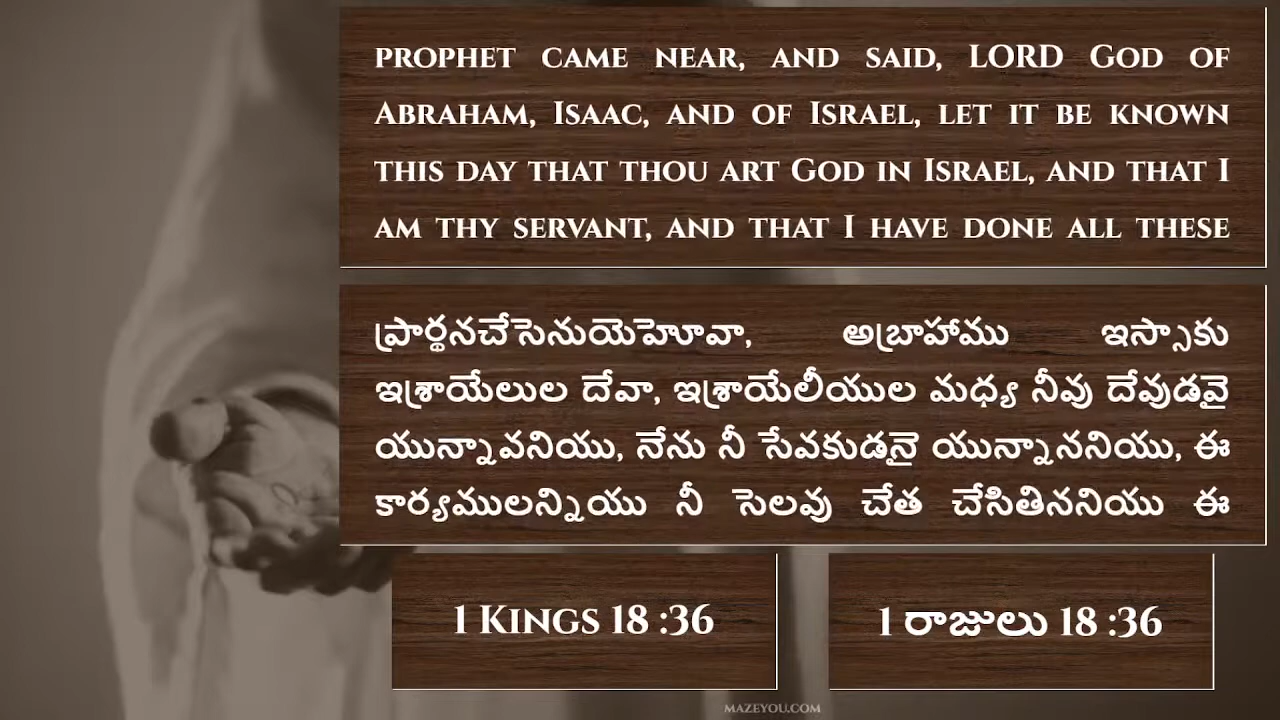 PROPHET CAME NEAR, AND SAID, LORD GOD OF
ABRAHAM, ISAAC, AND OF ISRAEL, LET IT BE KNOWN
THIS DAY THAT THOU ART GOD IN ISRAEL, AND THAT I
AM THY SERVANT, AND THAT I HAVE DONE ALL THESE
ప్రార్థనచేసెనుయెహెూవా, అబ్రాహాము ఇస్సాకు
ఇశ్రాయేలుల దేవా, ఇశ్రాయేలీయుల మధ్య నీవు దేవుడవై
యున్నావనియు, నేను నీ సేవకుడనై యున్నాననియు, ఈ
కార్యములన్నియు నీ సెలవు చేత చేసితిననియు ఈ
1 KINGS 18 :36
1 రాజులు 18 :36
MAZEYOU.COM